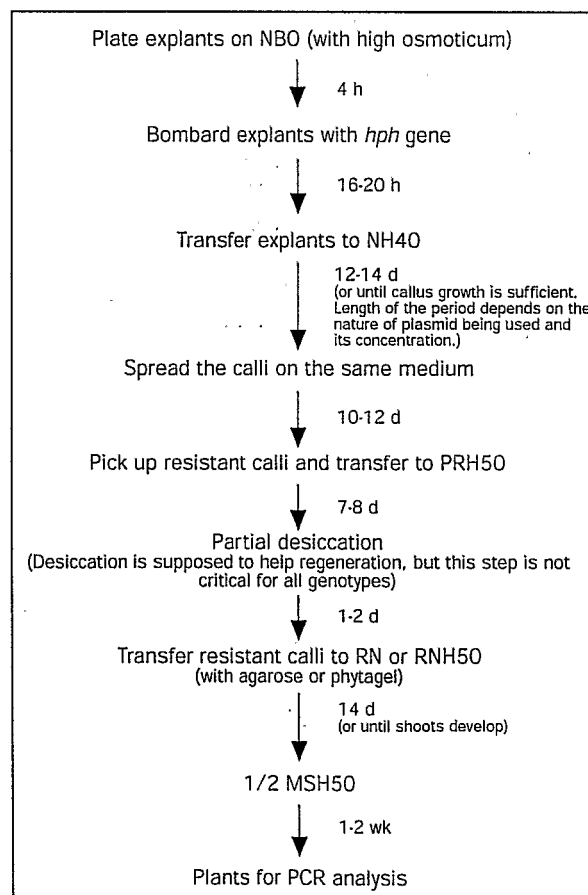 Plate explants on NBO (with high osmoticum)
4 h
Bombard explants with hph gene
16-20 h
Transfer explants to NH40
12-14 d
(or until callus growth is sufficient.
Length of the period depends on the
nature of plasmid being used and
its concentration.)
Spread the calli on the same medium
10-12 d
Pick up resistant calli and transfer to PRH50
7-8 d
Partial desiccation
(Desiccation is supposed to help regeneration, but this step is not
critical for all genotypes)
1-2 d
Transfer resistant calli to RN or RNH50
(with agarose or phytagel)
14 d
(or until shoots develop)
1/2 MSH50
1-2 wk
Plants for PCR analysis